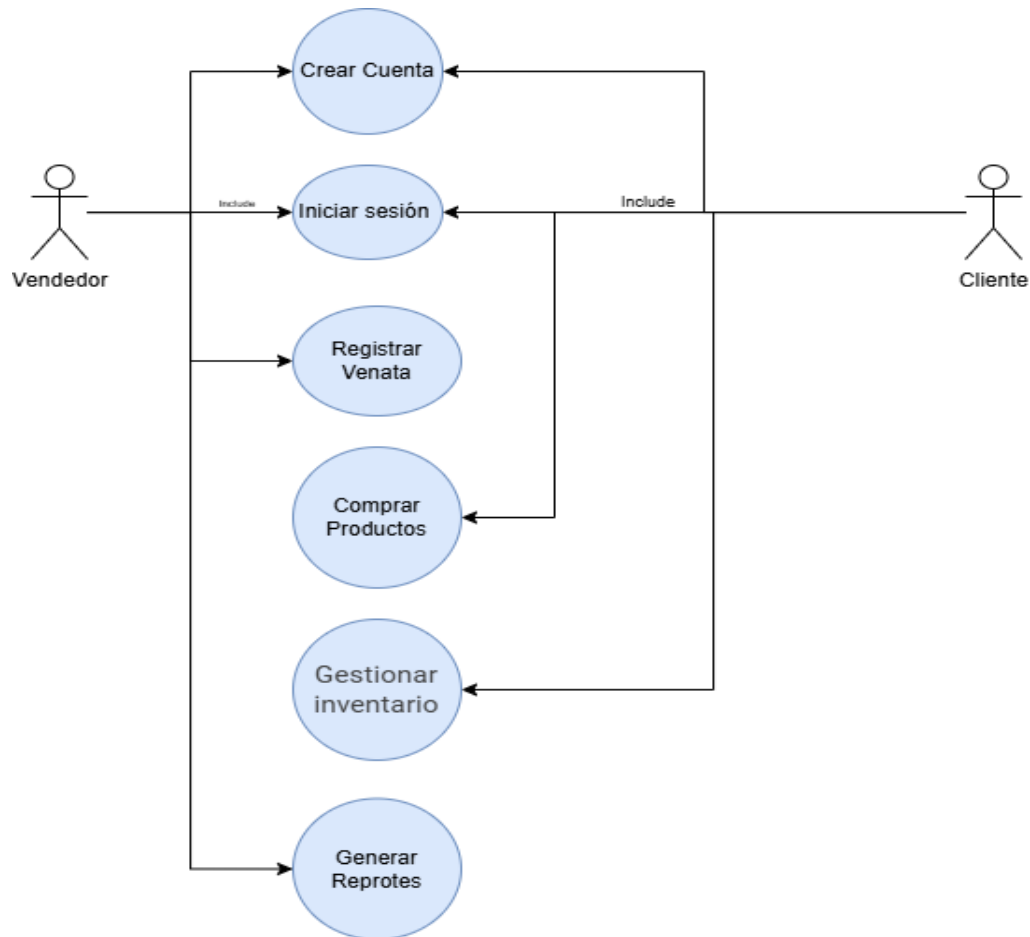 Crear Cuenta
Include
Iniciar sesión
Include
Vendedor
Cliente
Registrar
Venata
Comprar
Productos
Gestionar
inventario
Generar
Reprotes